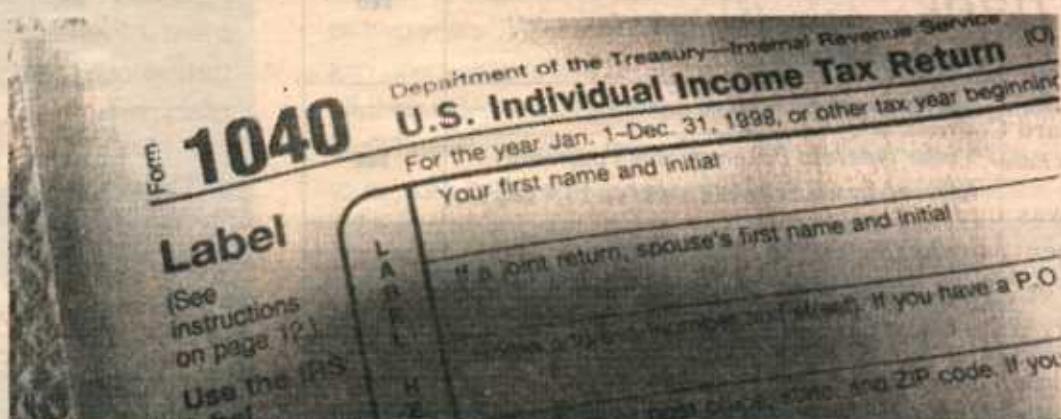 Department of the Treasury—Internal Revenue Service
Form 1040 U.S. Individual Income Tax Return (O)
For the year Jan. 1–Dec. 31, 1998, or other tax year beginning
Your first name and initial
Label
(See
instructions
on page 12.)
Use the IRS
L
A
B
E
L
H
If a joint return, spouse's first name and initial
If you have a P.O.
and ZIP code. If you